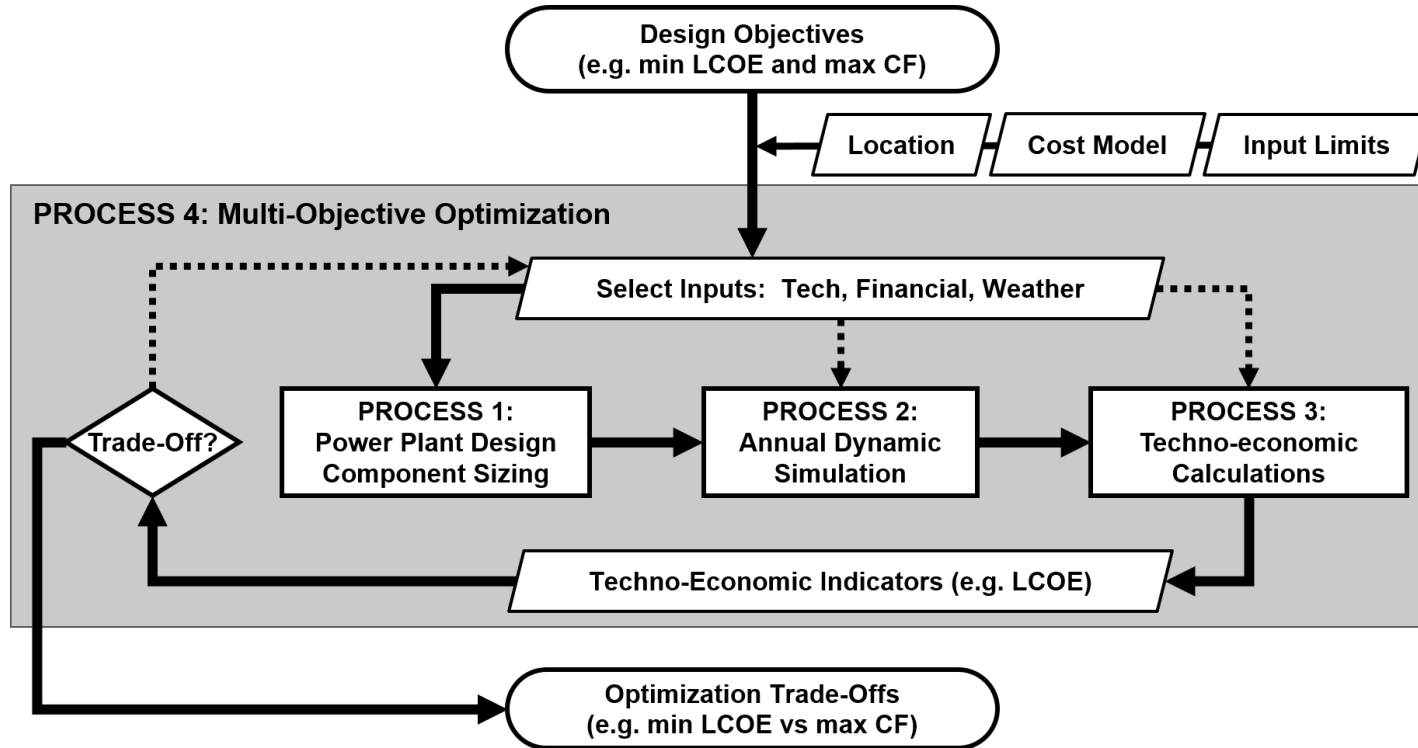 Design Objectives
(e.g. min LCOE and max CF)
Location
Cost Model
Input Limits
PROCESS 4: Multi-Objective Optimization
Select Inputs:  Tech, Financial, Weather
Trade-Off?
PROCESS 1:
Power Plant Design
Component Sizing
PROCESS 2:
Annual Dynamic
Simulation
PROCESS 3:
Techno-economic
Calculations
Techno-Economic Indicators (e.g. LCOE)
Optimization Trade-Offs
(e.g. min LCOE vs max CF)